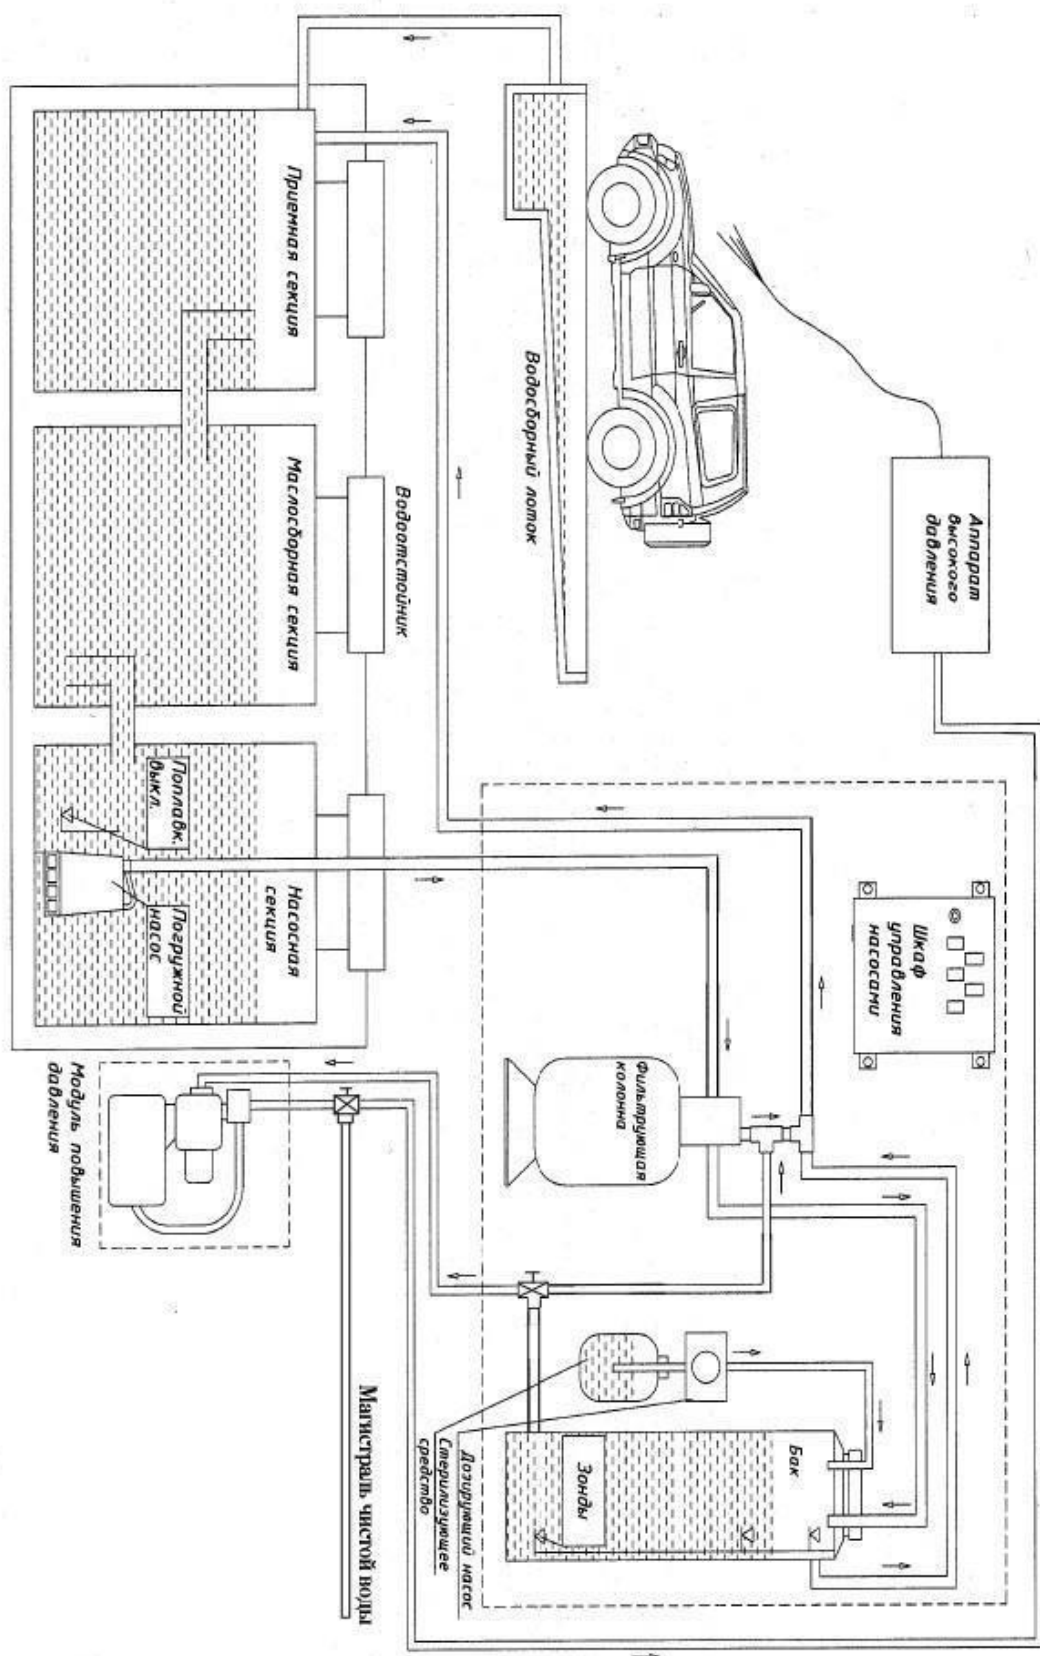 Аппарат
высокого
давления
Шкаф
управления
насосами
Водосборный лоток
Фильтрующая
колонна
Бак
Зонды
Дозирующий насос
Стерилизующее
средство
Водоотстойник
Приемная секция
Маслосборная секция
Насосная
секция
Поплавк.
выкл.
Погружной
насос
Модуль повышения
давления
Магистраль чистой воды